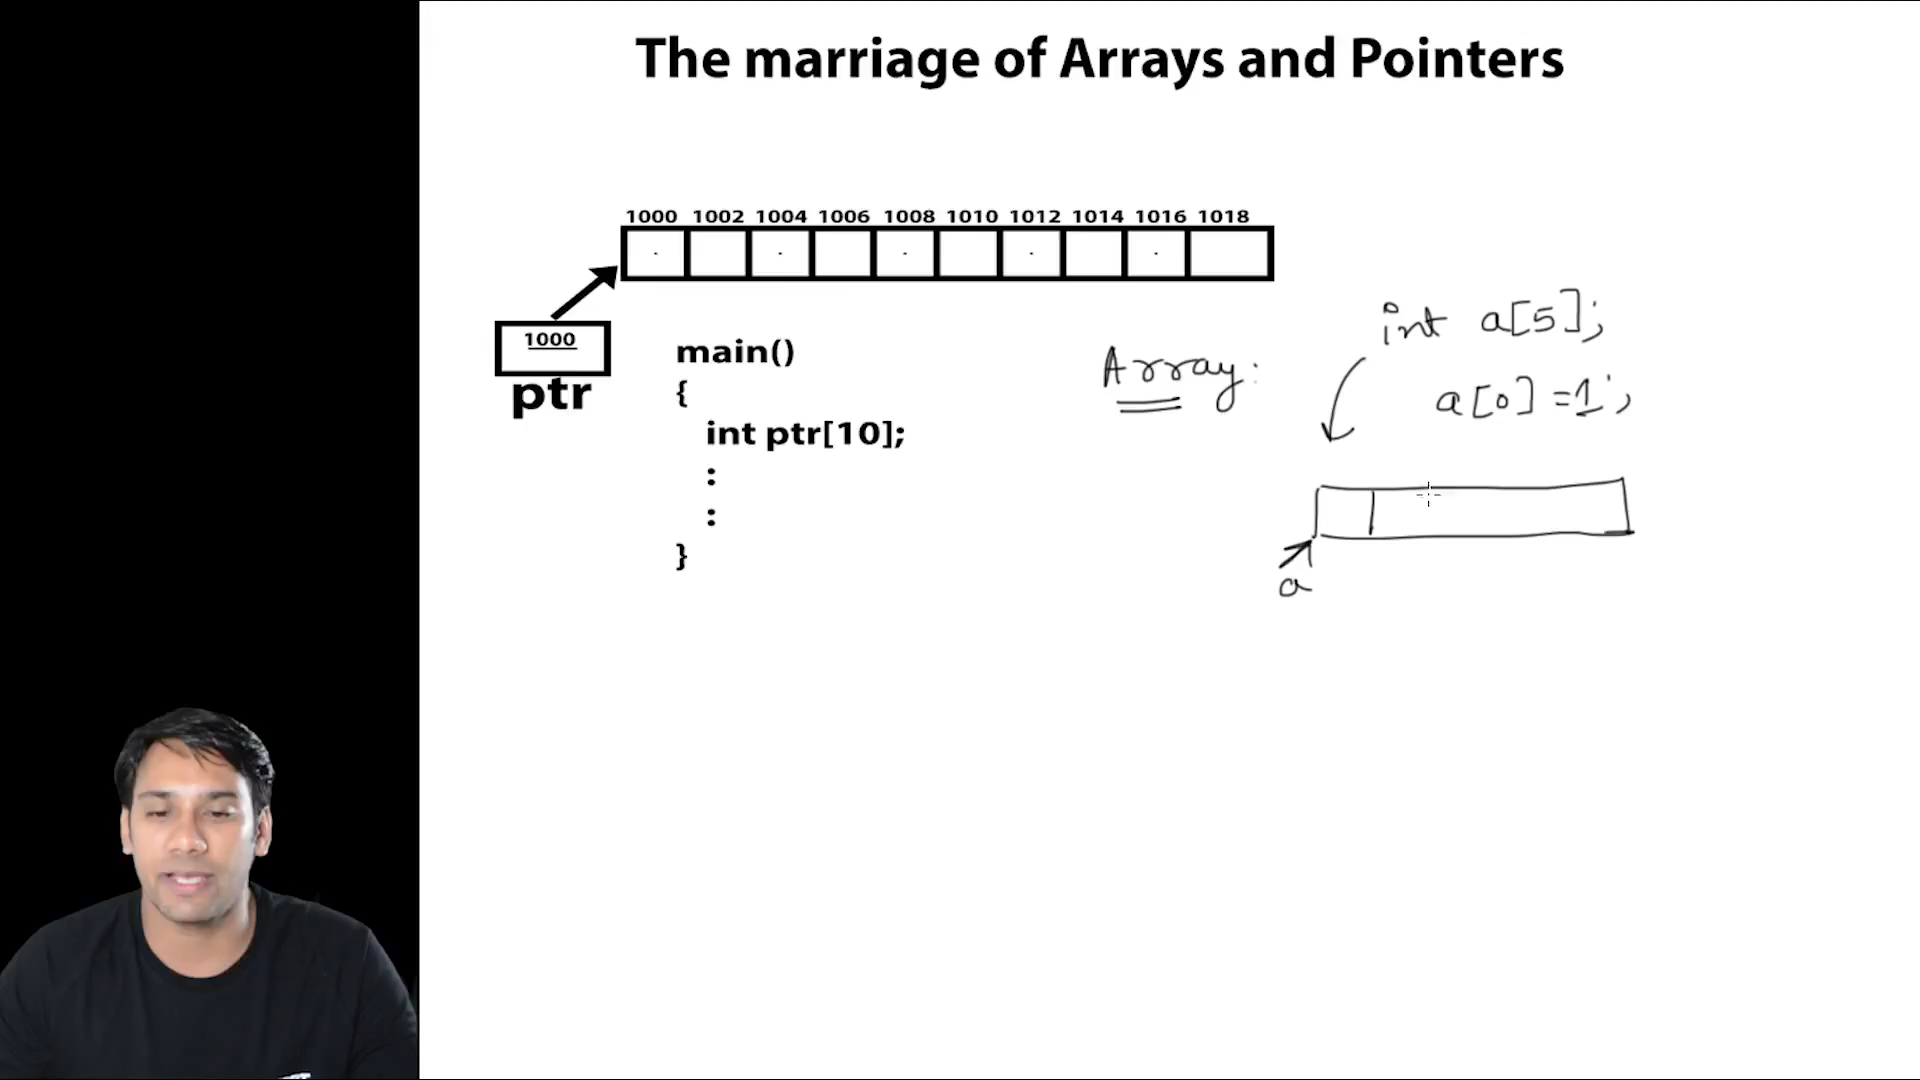 The marriage of Arrays and Pointers
1000 1002 1004 1006 1008 1010 1012 1014 1016 1018
1000
ptr
main()
{
int ptr[10];
:
:
}
Array:
int a[5];
a[0]=1;
a